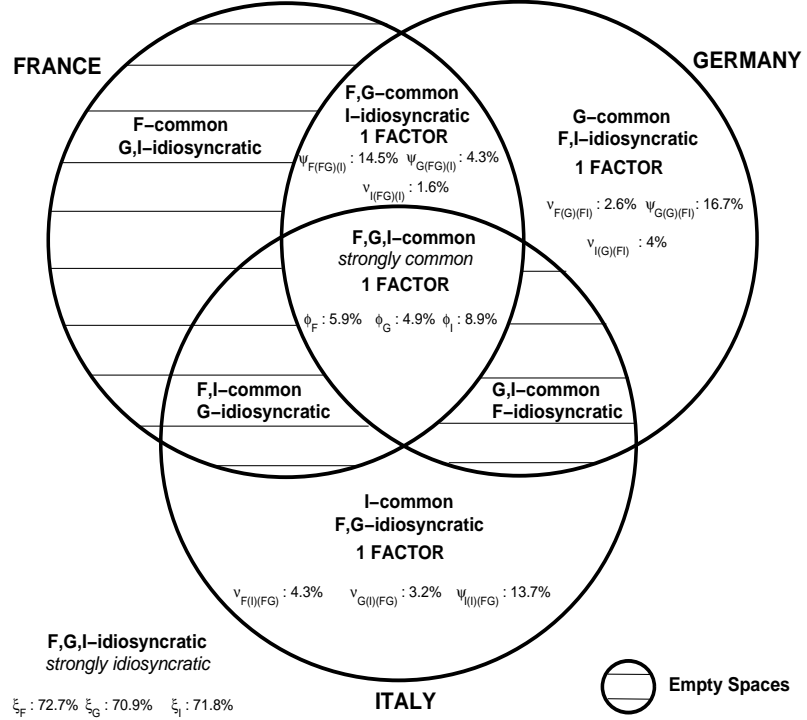 FRANCE
GERMANY
F−common
G,I−idiosyncratic
F,G−common
I−idiosyncratic
1 FACTOR
ψF(FG)(I) : 14.5% ψG(FG)(I) : 4.3%
νI(FG)(I) : 1.6%
G−common
F,I−idiosyncratic
1 FACTOR
νF(G)(FI) : 2.6% ψG(G)(FI) : 16.7%
νI(G)(FI) : 4%
F,G,I−common
strongly common
1 FACTOR
ϕF : 5.9% ϕG : 4.9% ϕI : 8.9%
F,I−common
G−idiosyncratic
G,I−common
F−idiosyncratic
I−common
F,G−idiosyncratic
1 FACTOR
νF(I)(FG) : 4.3% νG(I)(FG) : 3.2% ψI(I)(FG) : 13.7%
F,G,I−idiosyncratic
strongly idiosyncratic
ξF : 72.7% ξG : 70.9% ξI : 71.8%
ITALY
Empty Spaces